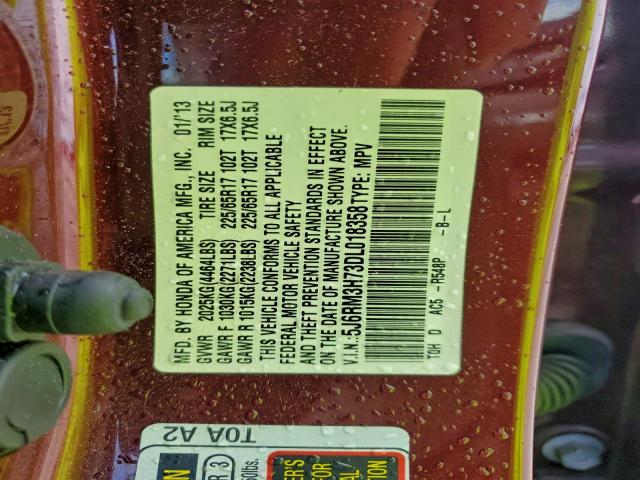 MFD. BY HONDA OF AMERICA MFG., INC. 01/'13
GVWR 2025KG(4464LBS) TIRE SIZE RIM SIZE
GAWR F 1030KG(2271LBS) 225/65R17 102T 17X6.5J
GAWR R 1015KG(2238LBS) 225/65R17 102T 17X6.5J
THIS VEHICLE CONFORMS TO ALL APPLICABLE
FEDERAL MOTOR VEHICLE SAFETY
AND THEFT PREVENTION STANDARDS IN EFFECT
ON THE DATE OF MANUFACTURE SHOWN ABOVE.
V.I.N.: 5J6RM3H73DL018358 TYPE: MPV
T0H D AC5 -R548P -B-L
T0A A2